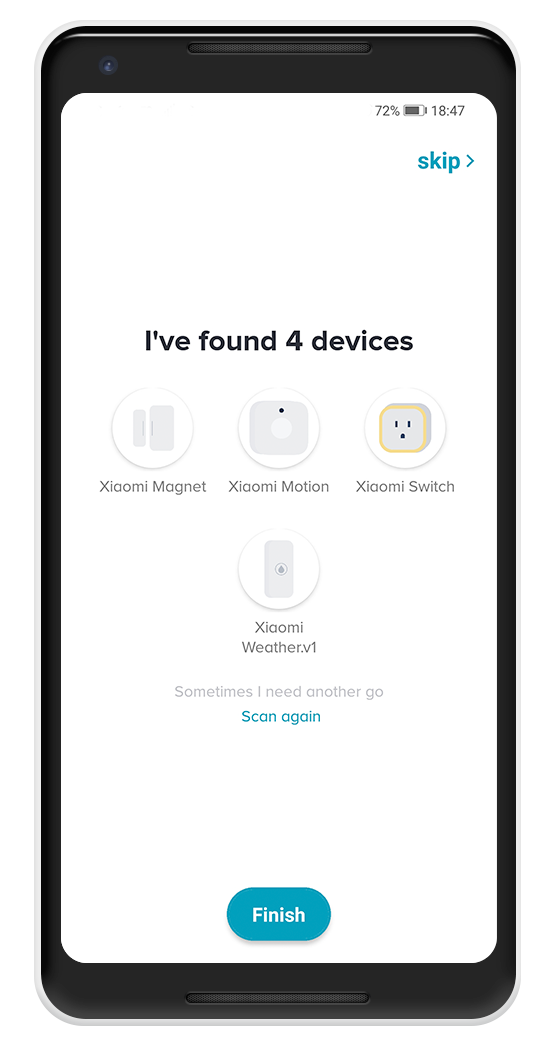 72% 18:47
skip >
I've found 4 devices
Xiaomi Magnet Xiaomi Motion Xiaomi Switch
Xiaomi
Weather.v1
Sometimes I need another go
Scan again
Finish